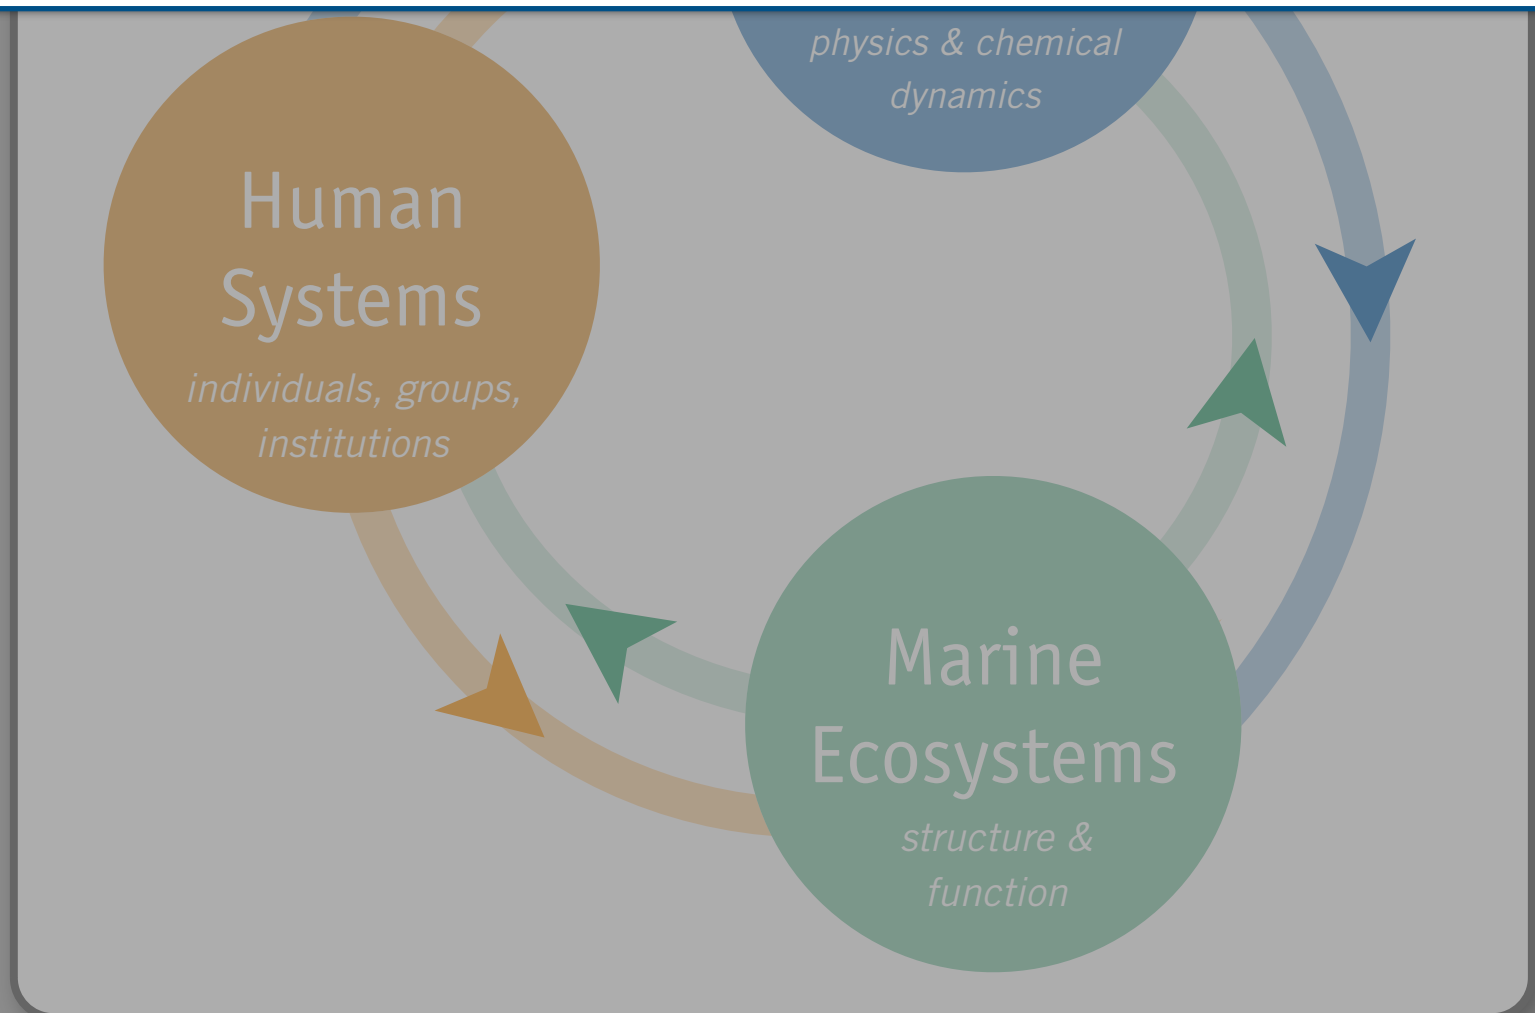 physics & chemical
dynamics
Human
Systems
individuals, groups,
institutions
Marine
Ecosystems
structure &
function